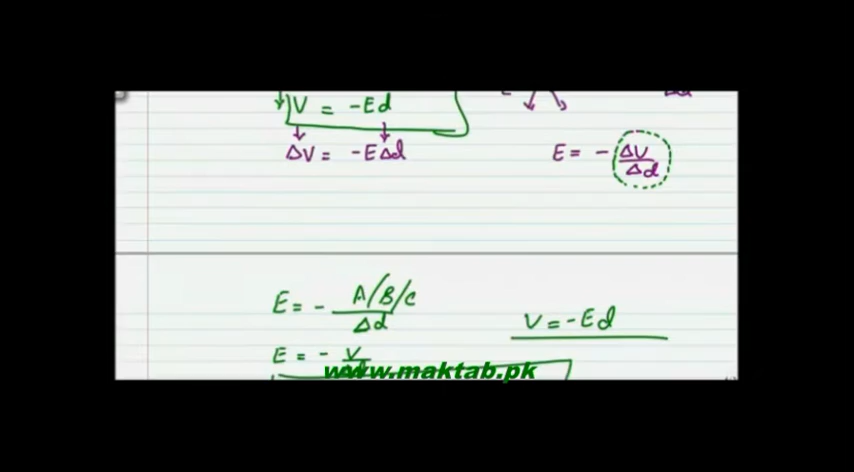 V = -Ed
ΔV = -EΔd
E = - ΔV/Δd
E = - A/B/C
Δd
V = -Ed
E = - V
www.maktab.pk